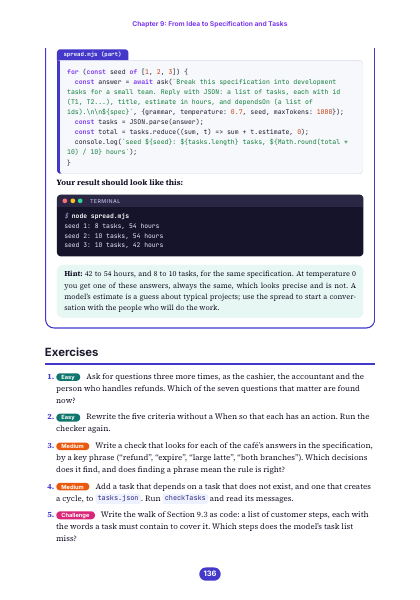 Chapter 9: From Idea to Specification and Tasks
spread.mjs (part)
for (const seed of [1, 2, 3]) {
const answer = await ask(`Break this specification into development
tasks for a small team. Reply with JSON: a list of tasks, each with id
(T1, T2...), title, estimate in hours, and dependsOn (a list of
ids).\n\n${spec}`, {grammar, temperature: 0.7, seed, maxTokens: 1800});
const tasks = JSON.parse(answer);
const total = tasks.reduce((sum, t) => sum + t.estimate, 0);
console.log(`seed ${seed}: ${tasks.length} tasks, ${Math.round(total *
10) / 10} hours`);
}
Your result should look like this:
TERMINAL
$ node spread.mjs
seed 1: 8 tasks, 54 hours
seed 2: 10 tasks, 54 hours
seed 3: 10 tasks, 42 hours
Hint: 42 to 54 hours, and 8 to 10 tasks, for the same specification. At temperature 0
you get one of these answers, always the same, which looks precise and is not. A
model's estimate is a guess about typical projects; use the spread to start a conver-
sation with the people who will do the work.
Exercises
1. Easy Ask for questions three more times, as the cashier, the accountant and the
person who handles refunds. Which of the seven questions that matter are found
now?
2. Easy Rewrite the five criteria without a When so that each has an action. Run the
checker again.
3. Medium Write a check that looks for each of the café's answers in the specification,
by a key phrase ("refund", "expire", "large latte", "both branches"). Which decisions
does it find, and does finding a phrase mean the rule is right?
4. Medium Add a task that depends on a task that does not exist, and one that creates
a cycle, to tasks.json. Run checkTasks and read its messages.
5. Challenge Write the walk of Section 9.3 as code: a list of customer steps, each with
the words a task must contain to cover it. Which steps does the model's task list
miss?
136